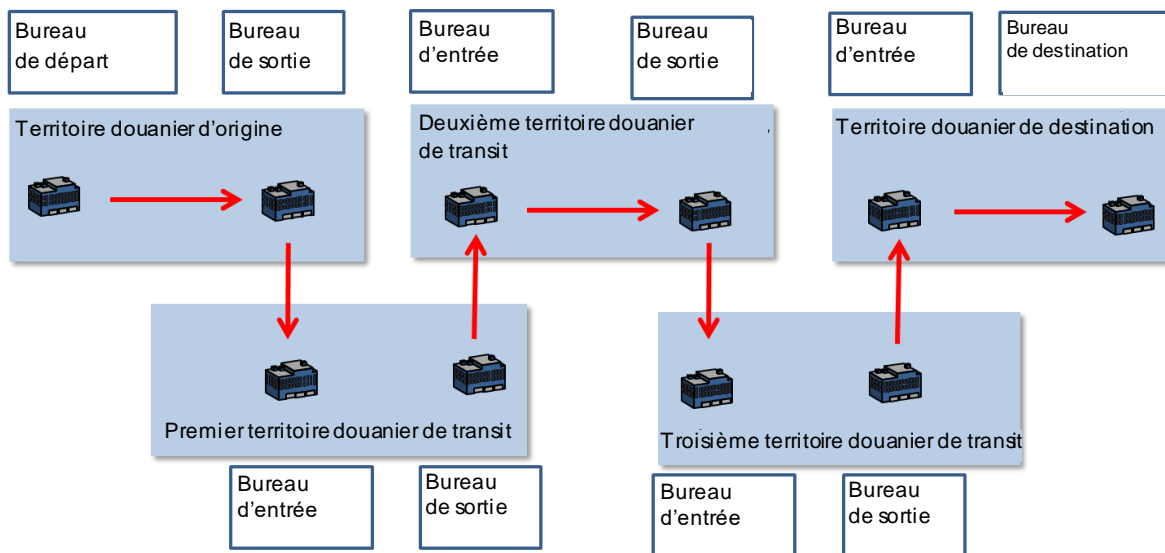 Bureau
de départ
Bureau
de sortie
Bureau
d'entrée
Bureau
de sortie
Bureau
d'entrée
Bureau
de destination
Territoire douanier d'origine
Deuxième territoire douanier
de transit
Territoire douanier de destination
Premier territoire douanier de transit
Troisième territoire douanier de transit
Bureau
d'entrée
Bureau
de sortie
Bureau
d'entrée
Bureau
de sortie